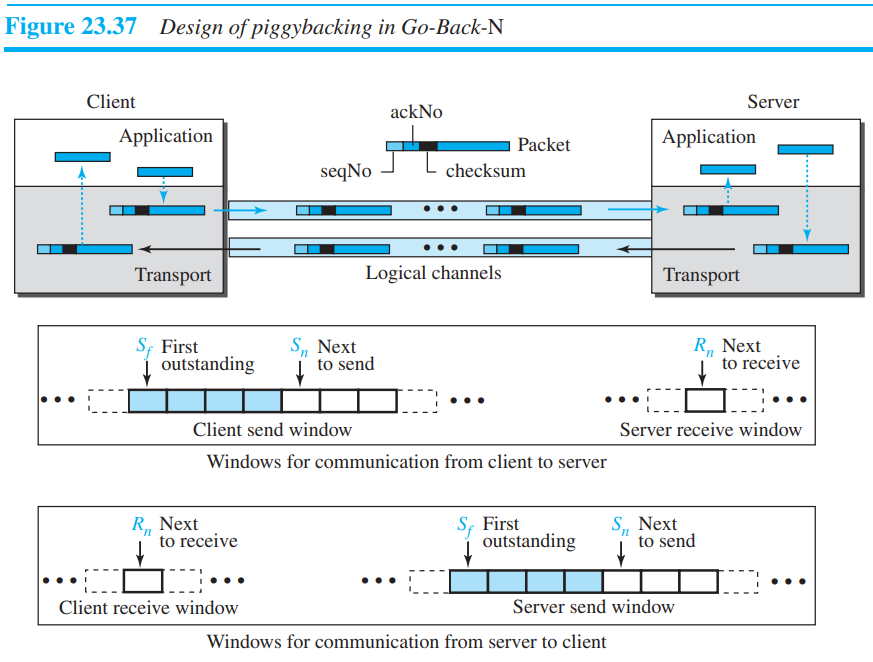 Figure 23.37 Design of piggybacking in Go-Back-N
Client
ackNo
Server
Application
Packet
Application
seqNo
checksum
Transport
Logical channels
Transport
Sf First
outstanding
Sn Next
to send
Rn Next
to receive
Client send window
Server receive window
Windows for communication from client to server
Rn Next
to receive
Sf First
outstanding
Sn Next
to send
Client receive window
Server send window
Windows for communication from server to client